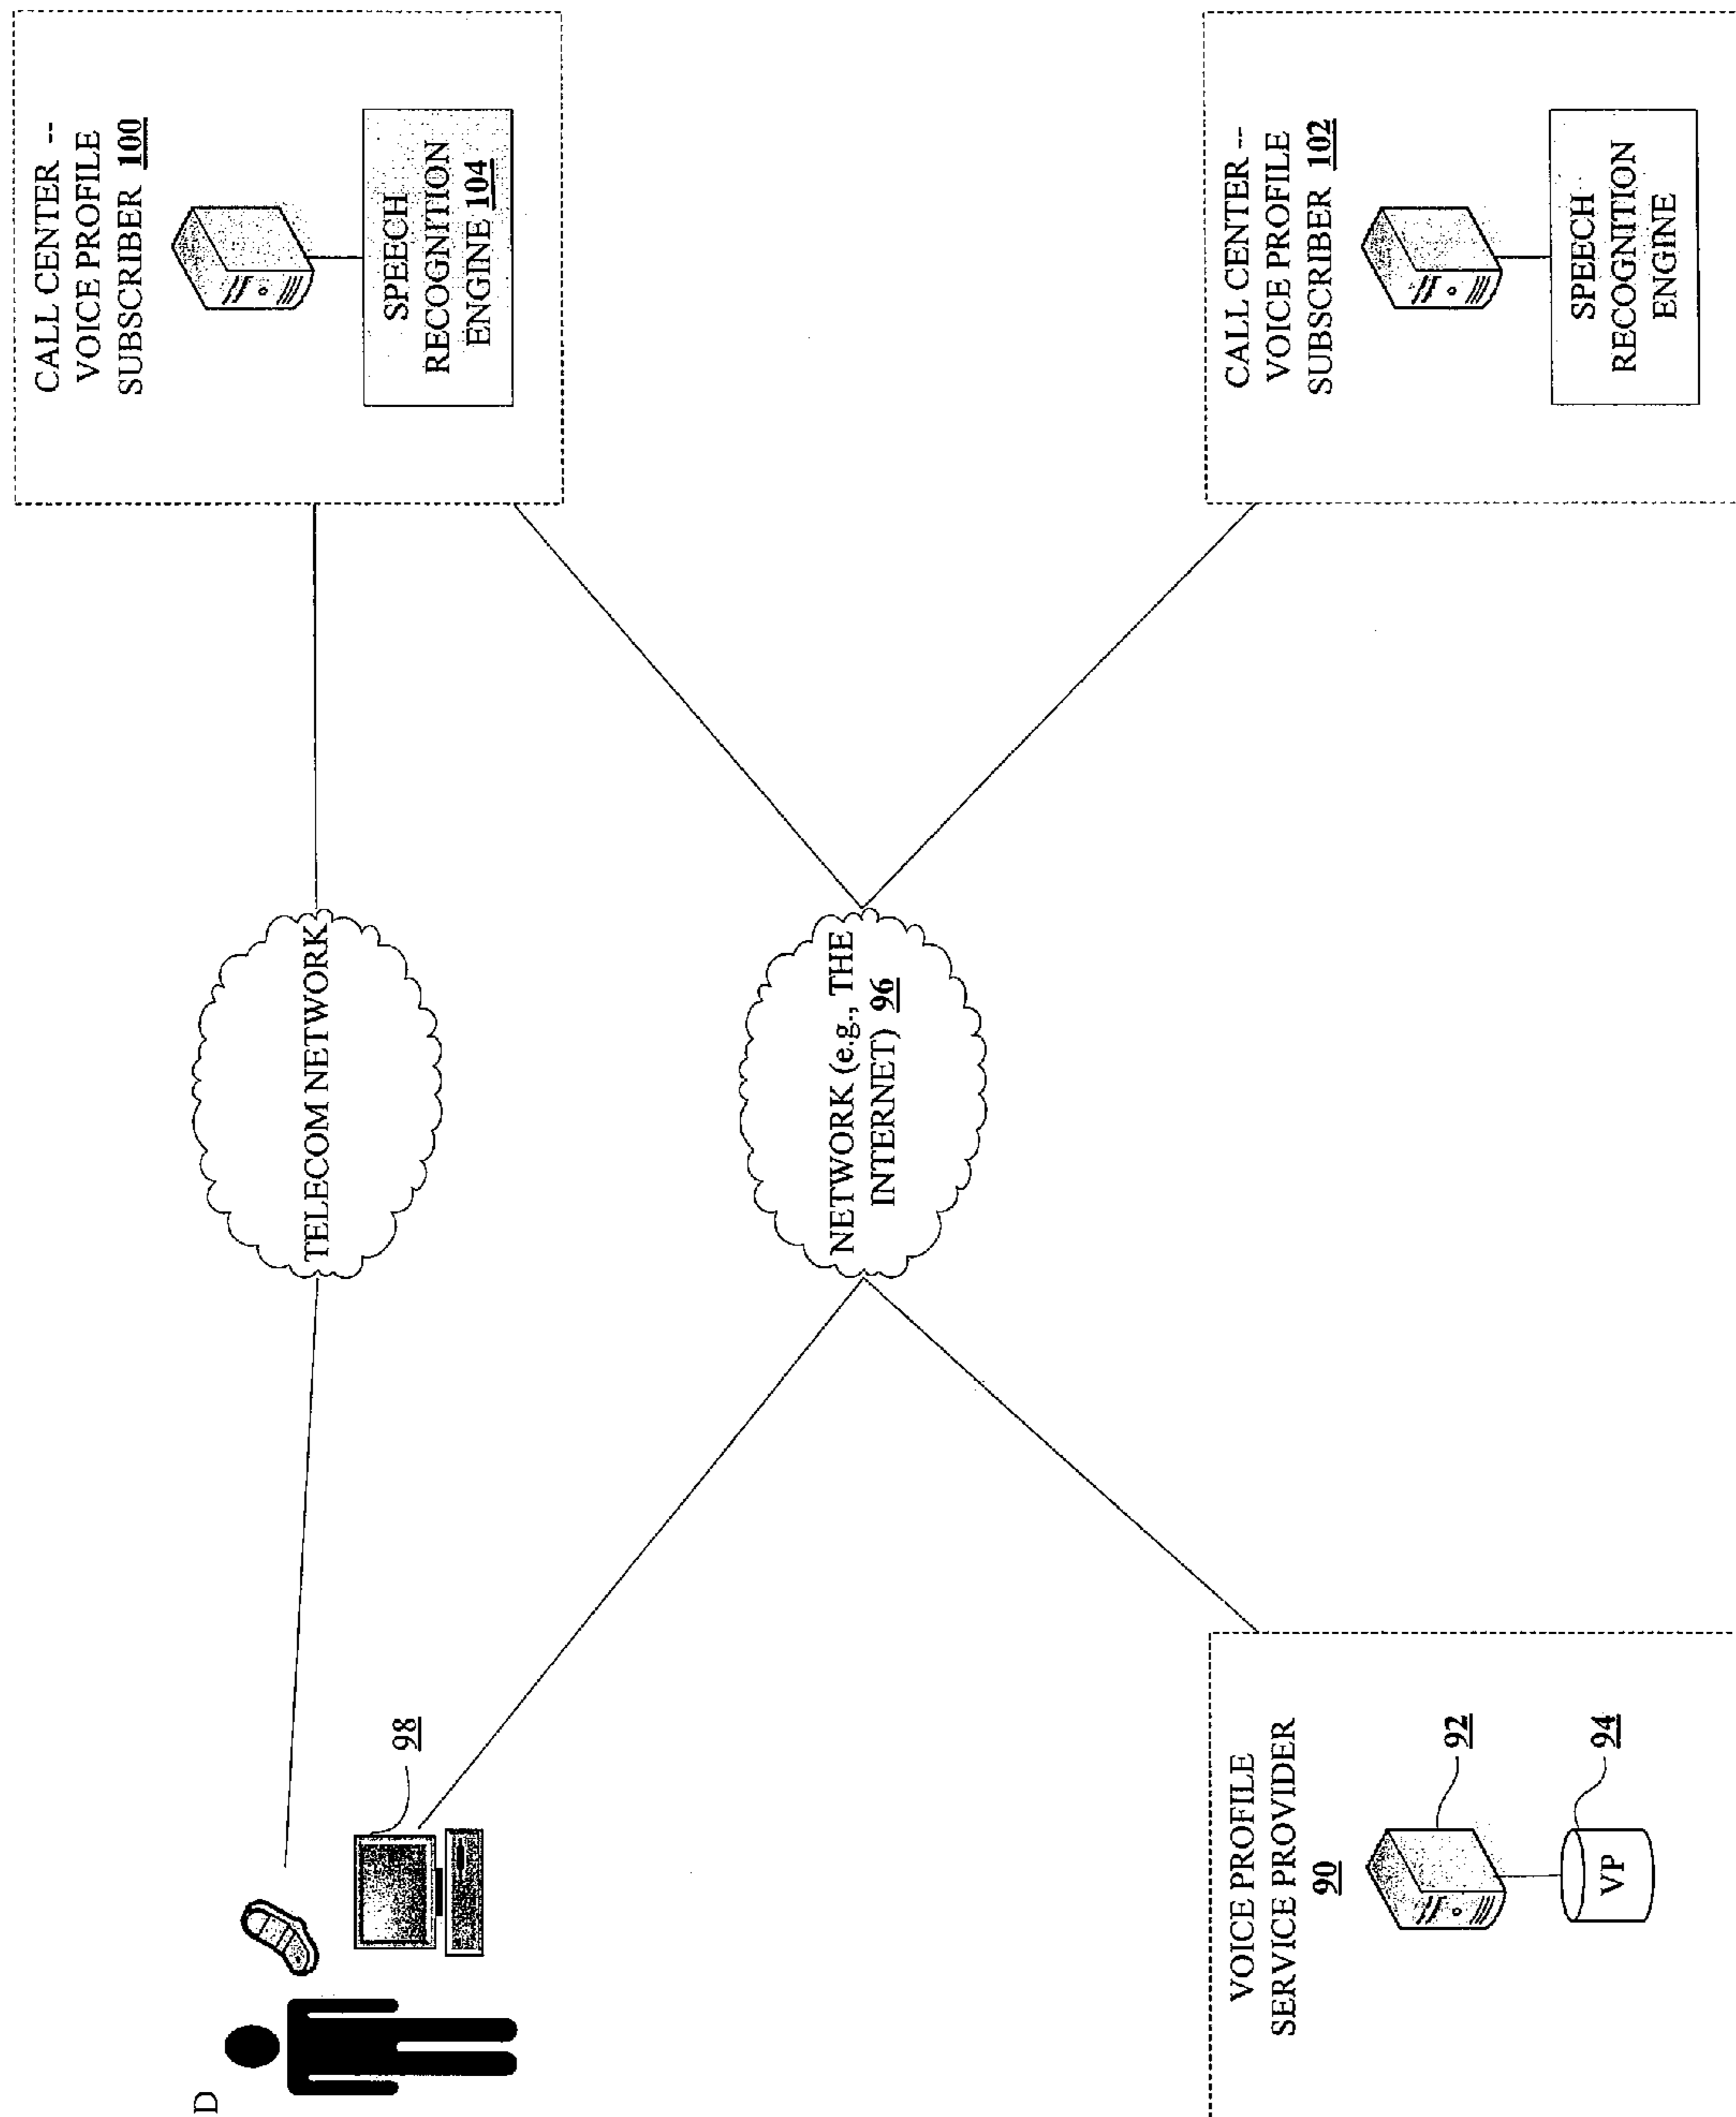 D
98
TELECOM NETWORK
CALL CENTER --
VOICE PROFILE
SUBSCRIBER 100
SPEECH
RECOGNITION
ENGINE 104
NETWORK (e.g., THE
INTERNET) 96
VOICE PROFILE
SERVICE PROVIDER
90
92
94
VP
CALL CENTER --
VOICE PROFILE
SUBSCRIBER 102
SPEECH
RECOGNITION
ENGINE